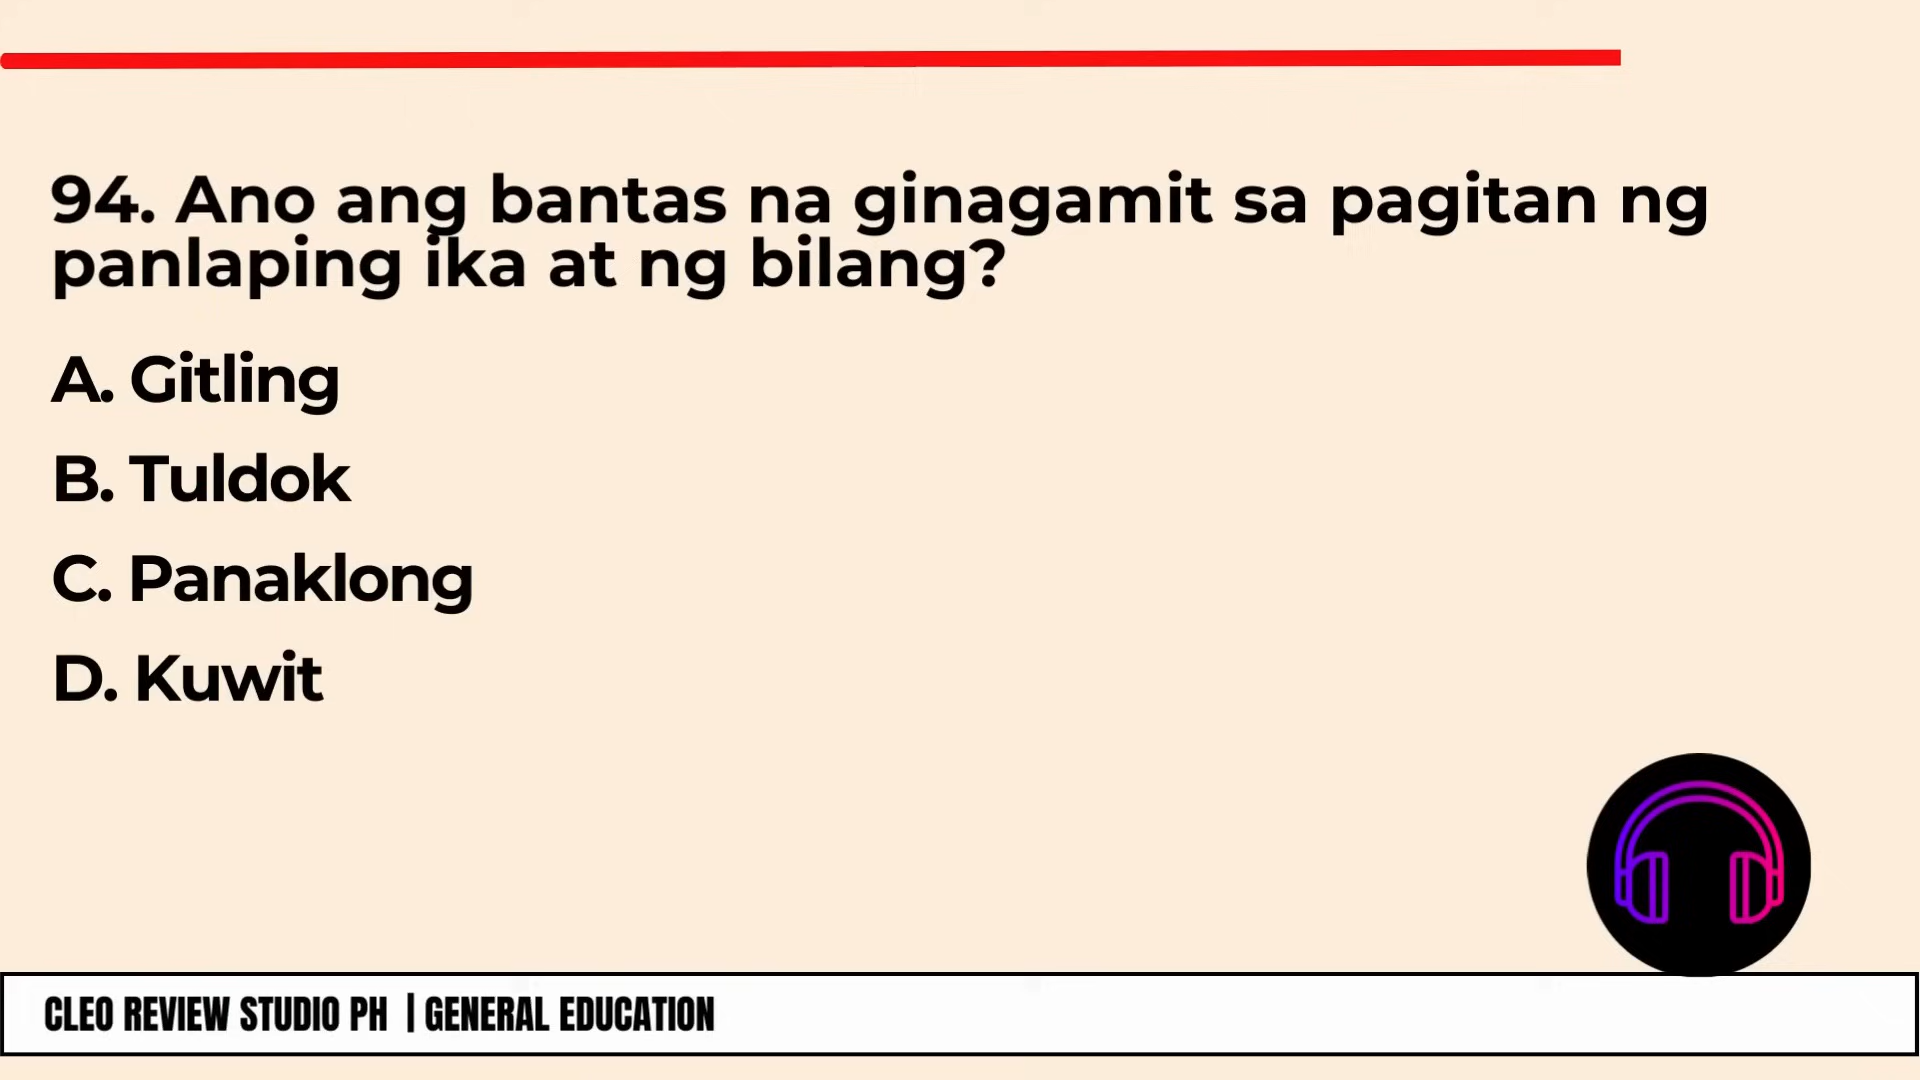 94. Ano ang bantas na ginagamit sa pagitan ng
panlaping ika at ng bilang?
A. Gitling
B. Tuldok
C. Panaklong
D. Kuwit
CLEO REVIEW STUDIO PH | GENERAL EDUCATION